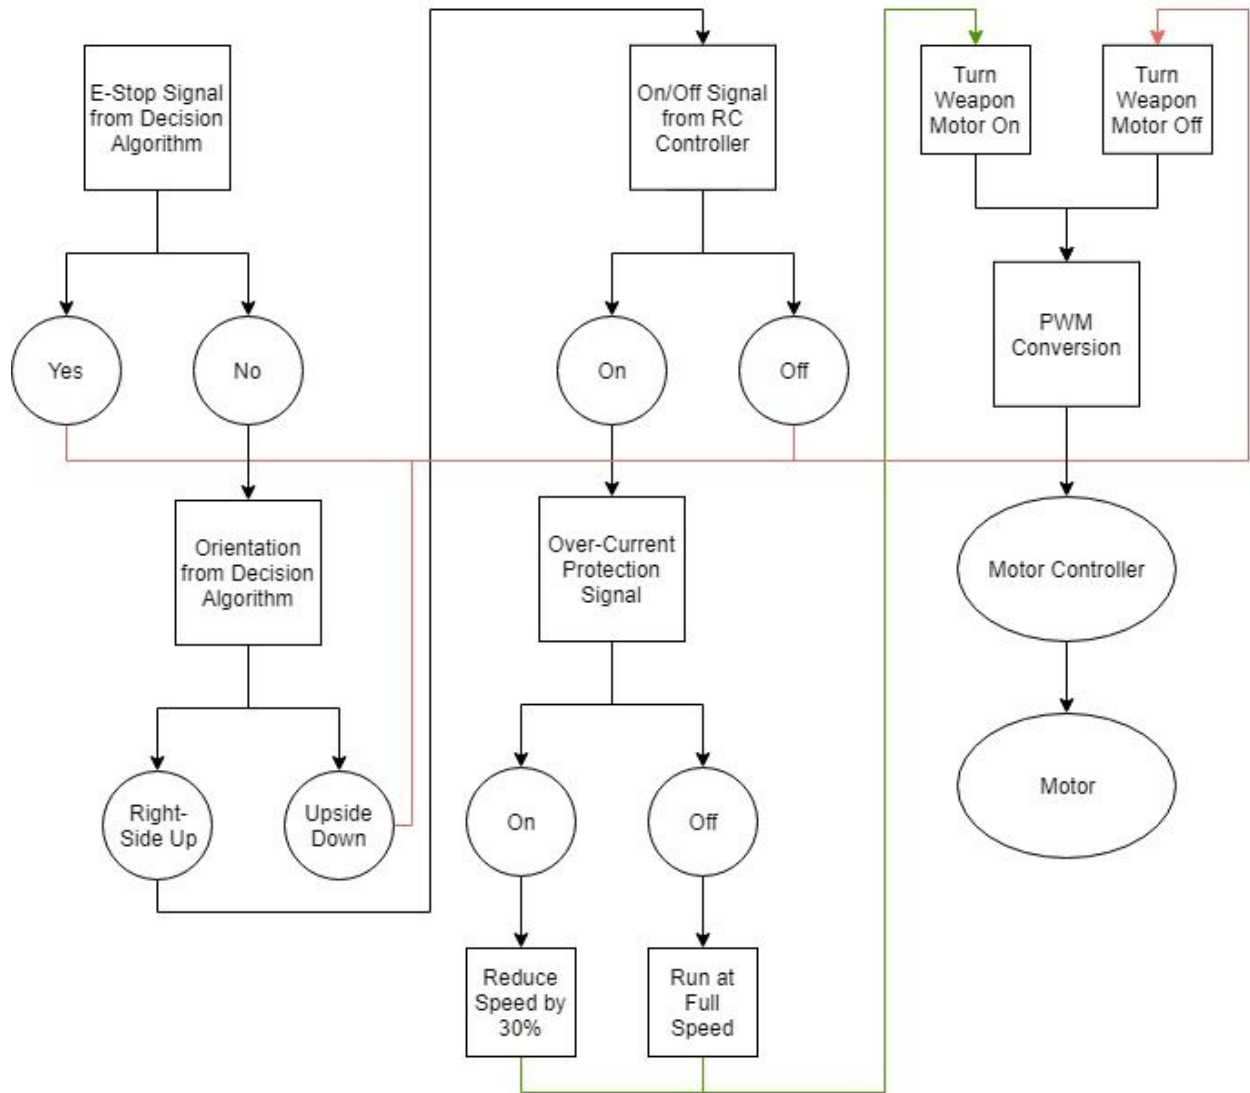 E-Stop Signal
from Decision
Algorithm
Yes
No
Orientation
from Decision
Algorithm
Right-
Side Up
Upside
Down
On/Off Signal
from RC
Controller
On
Off
Over-Current
Protection
Signal
On
Off
Reduce
Speed by
30%
Run at
Full
Speed
Turn
Weapon
Motor On
Turn
Weapon
Motor Off
PWM
Conversion
Motor Controller
Motor